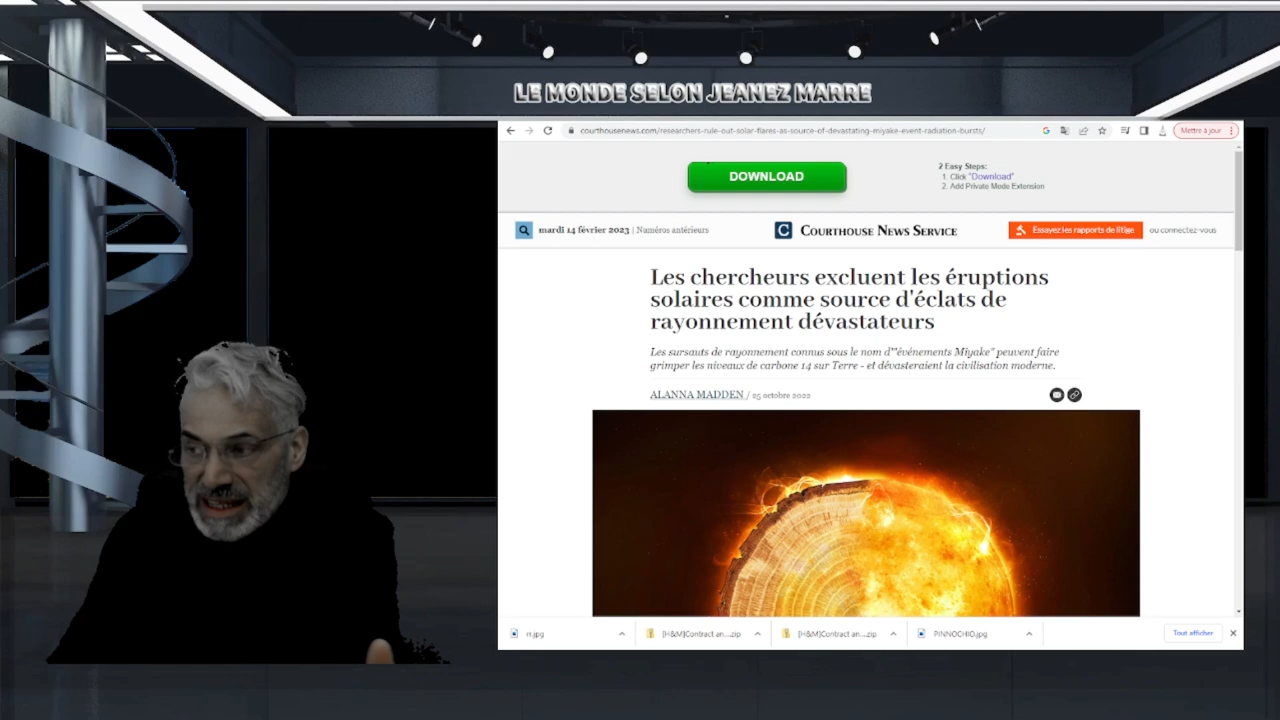 LE MONDE SELON JEANEZ MARRE
courthousenews.com/researchers-rule-out-solar-flares-as-source-of-devastating-miyake-event-radiation-bursts/
Mettre à jour
DOWNLOAD
2 Easy Steps:
1. Click "Download"
2. Add Private Mode Extension
mardi 14 février 2023 | Numéros antérieurs
C COURTHOUSE NEWS SERVICE
Essayez les rapports de litige
ou connectez-vous
Les chercheurs excluent les éruptions
solaires comme source d'éclats de
rayonnement dévastateurs
Les sursauts de rayonnement connus sous le nom d'"événements Miyake" peuvent faire
grimper les niveaux de carbone 14 sur Terre - et dévasteraient la civilisation moderne.
ALANNA MADDEN / 25 octobre 2022
rr.jpg
[H&M]Contract an....zip
[H&M]Contract an....zip
PINNOCHIO.jpg
Tout afficher